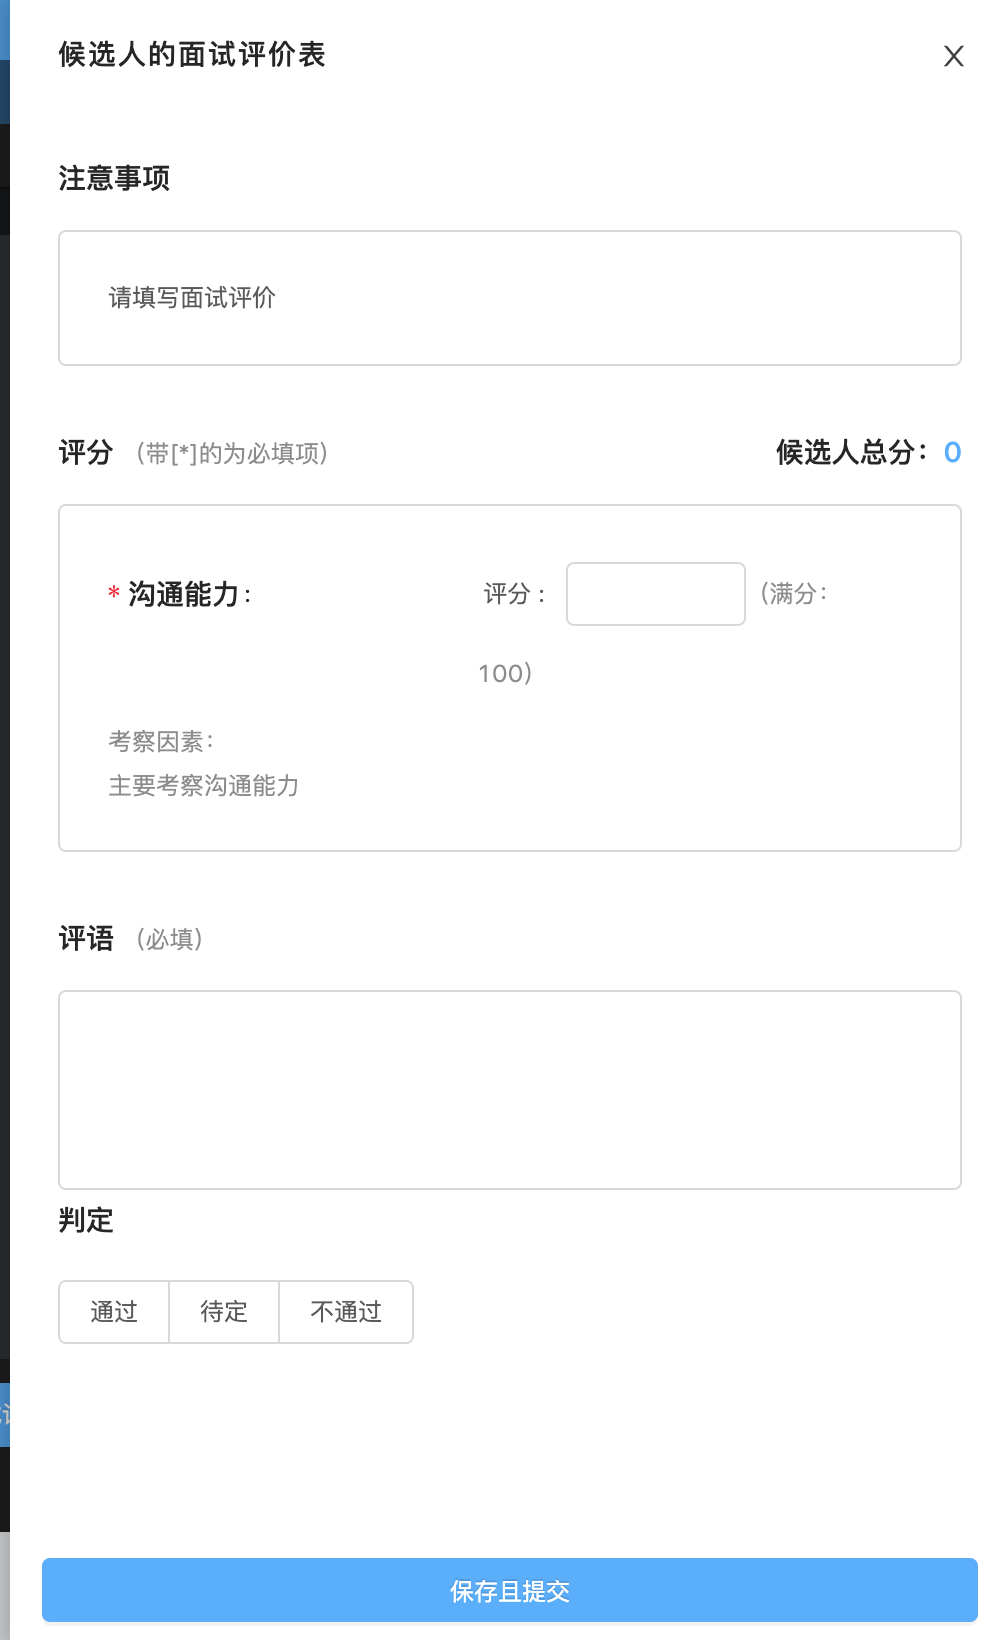 候选人的面试评价表
注意事项
请填写面试评价
评分 （带[*]的为必填项） 候选人总分：0
* 沟通能力： 评分： （满分：
100）
考察因素：
主要考察沟通能力
评语 （必填）
判定
通过 待定 不通过
保存且提交